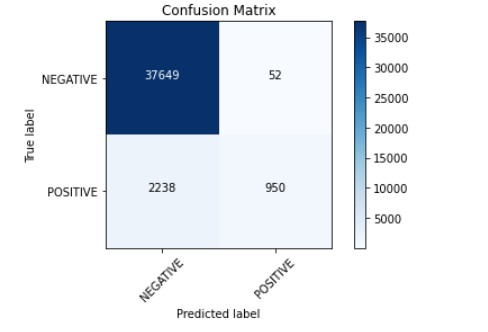 Confusion Matrix
NEGATIVE
37649
52
POSITIVE
2238
950
True label
NEGATIVE
POSITIVE
Predicted label
35000
30000
25000
20000
15000
10000
5000